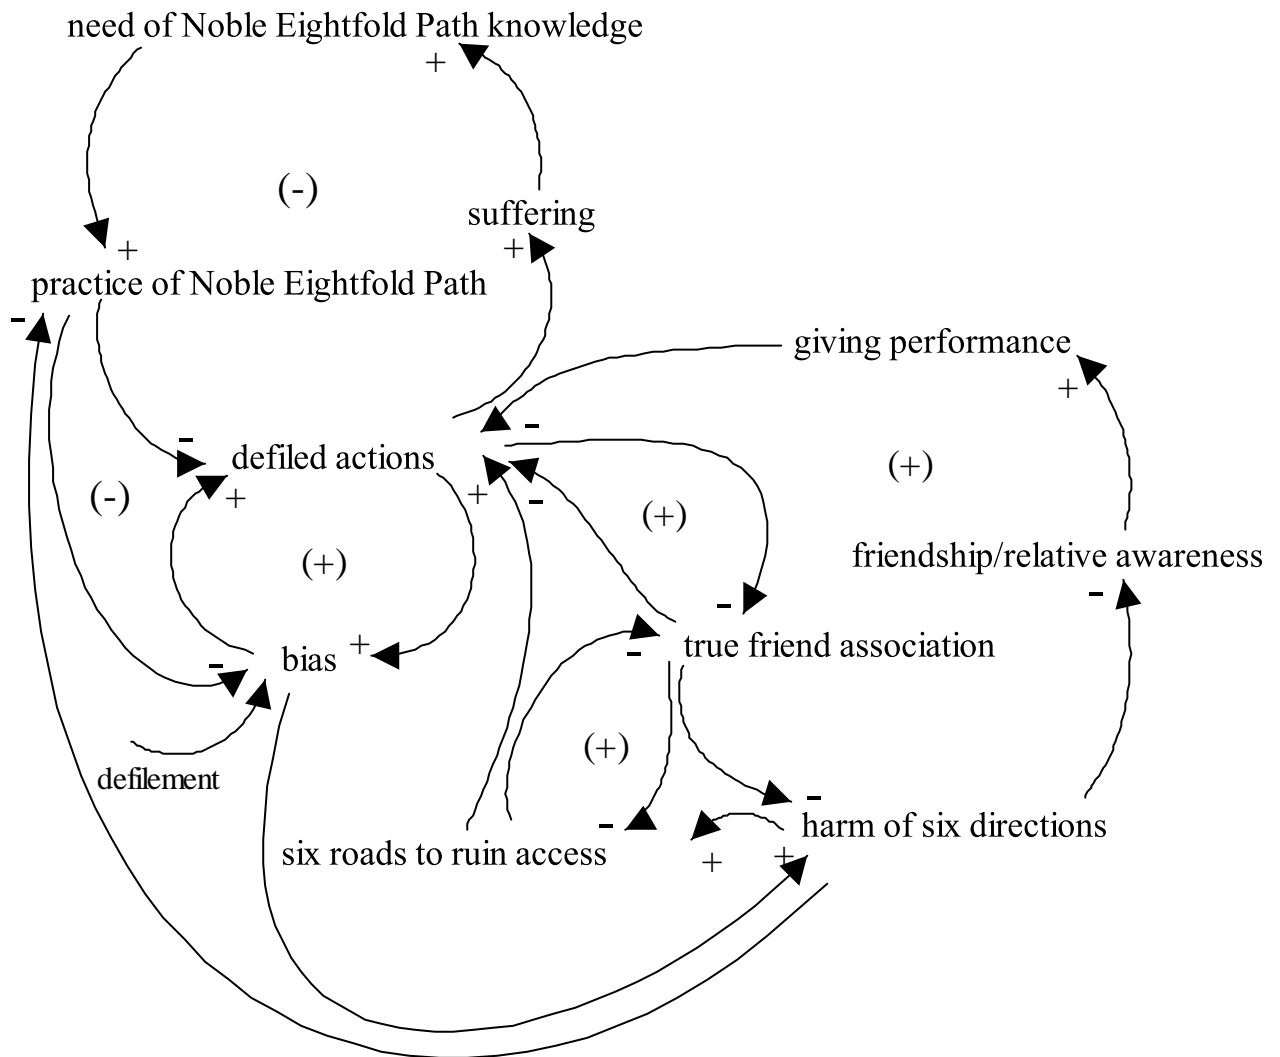 need of Noble Eightfold Path knowledge
+
(-)
suffering
+
+
practice of Noble Eightfold Path
-
giving performance
+
-
-
defiled actions
(+)
+
+
-
(-)
(+)
(+)
friendship/relative awareness
-
-
+
true friend association
-
bias
-
(+)
defilement
-
-
harm of six directions
six roads to ruin access
+
+